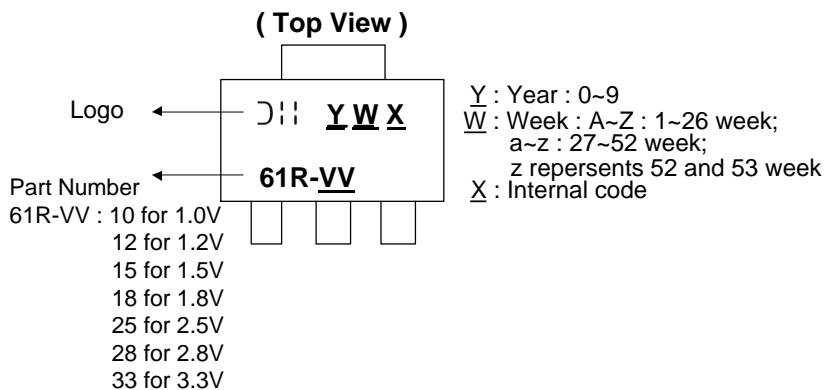 ( Top View )
Logo
Y W X
61R-VV
Part Number
61R-VV : 10 for 1.0V
12 for 1.2V
15 for 1.5V
18 for 1.8V
25 for 2.5V
28 for 2.8V
33 for 3.3V
Y : Year : 0~9
W : Week : A~Z : 1~26 week;
a~z : 27~52 week;
z repersents 52 and 53 week
X : Internal code